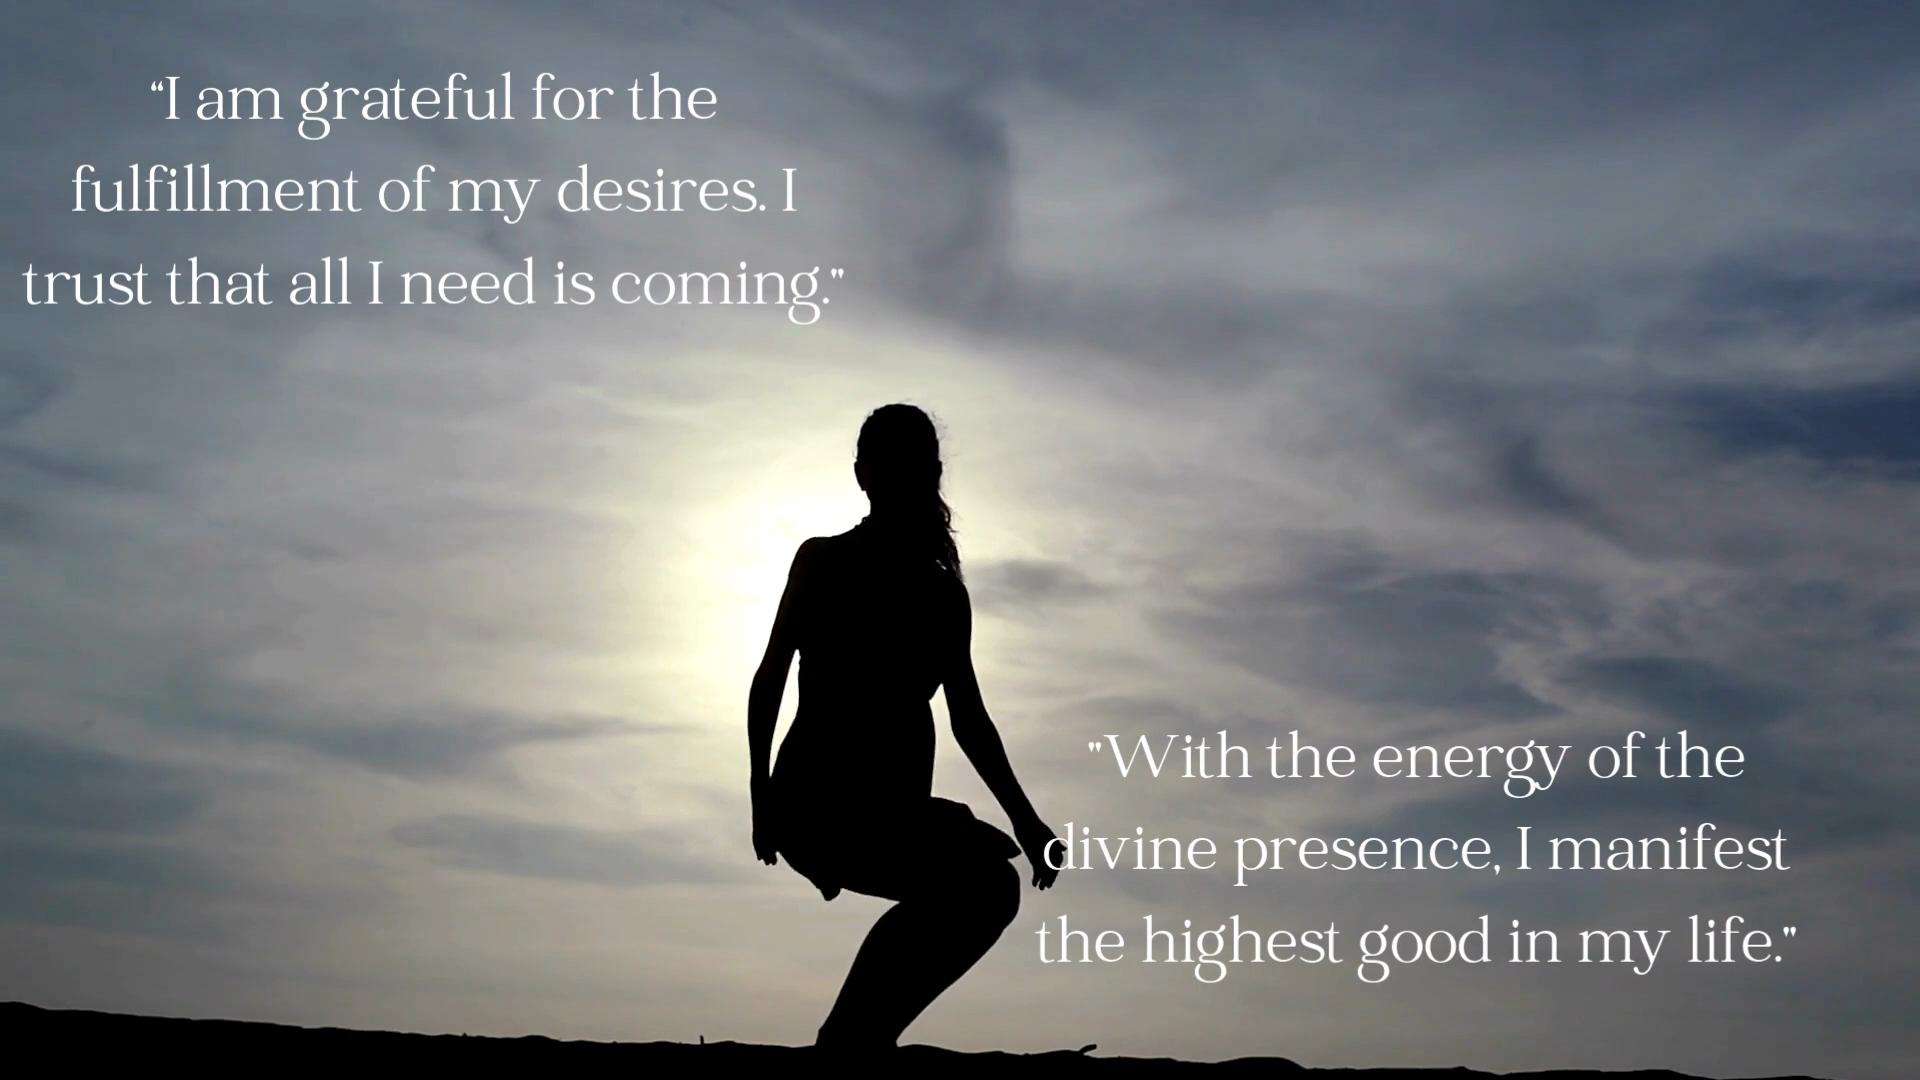 “I am grateful for the
fulfillment of my desires. I
trust that all I need is coming."
"With the energy of the
divine presence, I manifest
the highest good in my life."